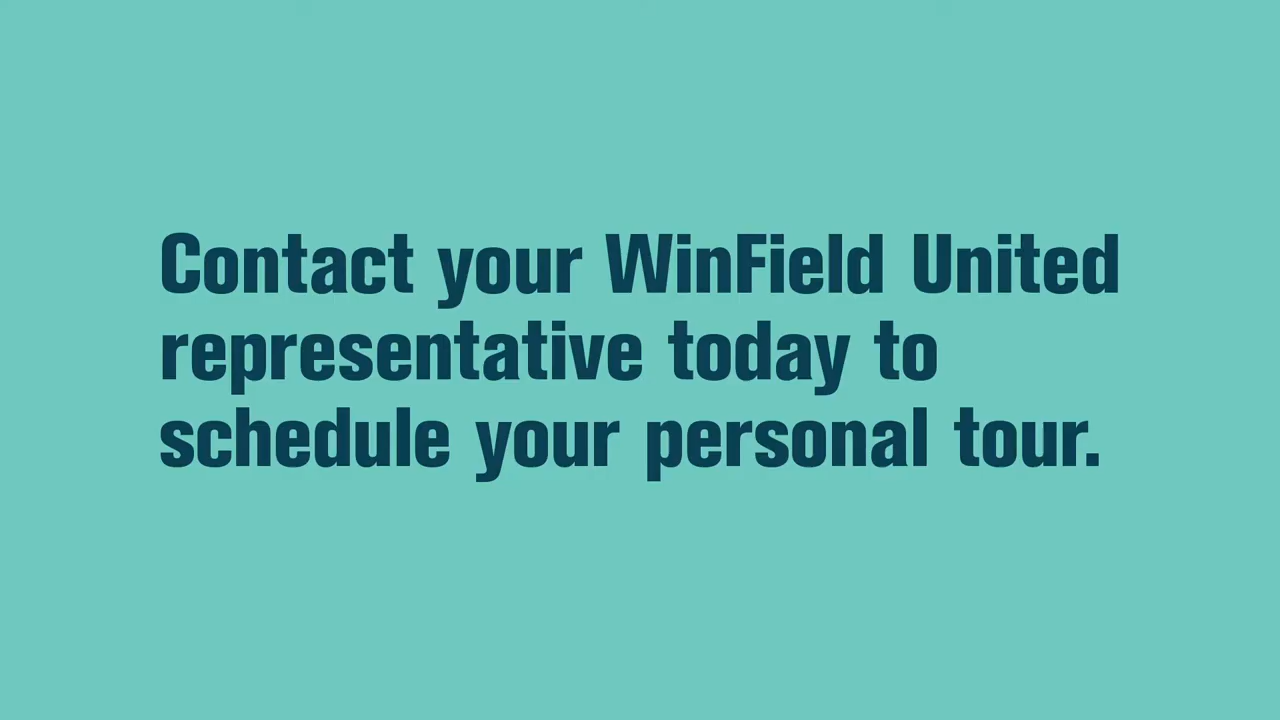 Contact your WinField United
representative today to
schedule your personal tour.